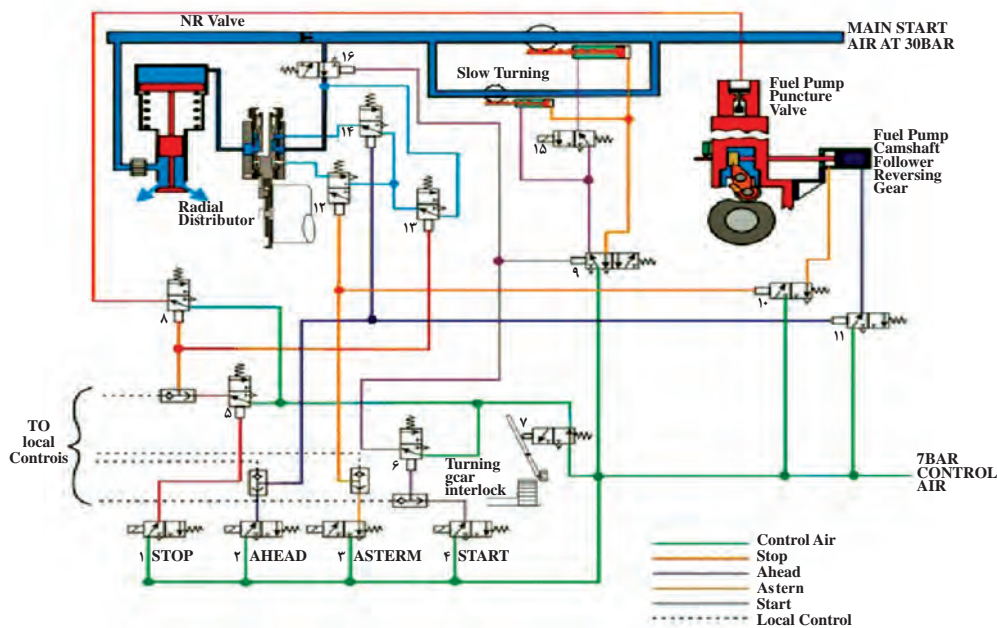 NR Valve
MAIN START
AIR AT 30BAR
۱۶
Slow Turning
Fuel Pump
Puncture
Valve
Fuel Pump
Camshaft
Follower
Reversing
Gear
۱۴
۱۵
Radial
Distributor
۱۲
۱۳
۹
۱۰
۱۱
۸
۵
۷
۶
TO
local
Controis
Turning
gcar
interlock
7BAR
CONTROL
AIR
۱ STOP
۲ AHEAD
۳ ASTERM
۴ START
Control Air
Stop
Ahead
Astern
Start
Local Control